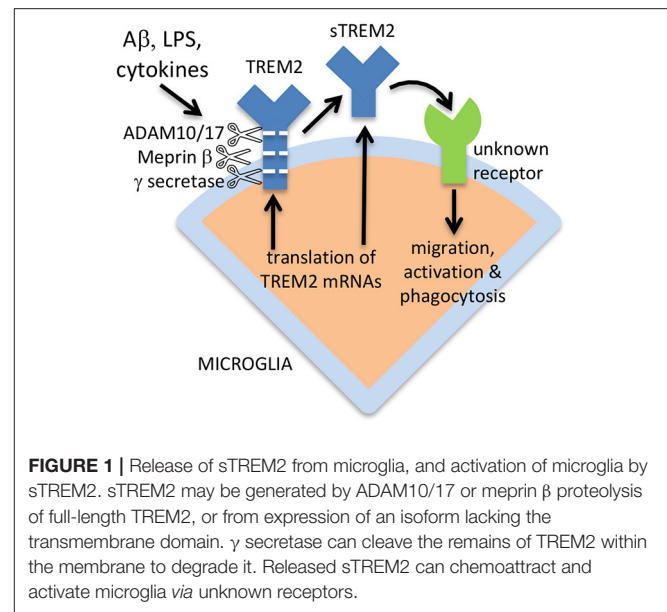 Aβ, LPS,
cytokines
TREM2
sTREM2
ADAM10/17
Meprin β
γ secretase
unknown
receptor
translation of
TREM2 mRNAs
migration,
activation &
phagocytosis
MICROGLIA
FIGURE 1 | Release of sTREM2 from microglia, and activation of microglia by
sTREM2. sTREM2 may be generated by ADAM10/17 or meprin β proteolysis
of full-length TREM2, or from expression of an isoform lacking the
transmembrane domain. γ secretase can cleave the remains of TREM2 within
the membrane to degrade it. Released sTREM2 can chemoattract and
activate microglia via unknown receptors.